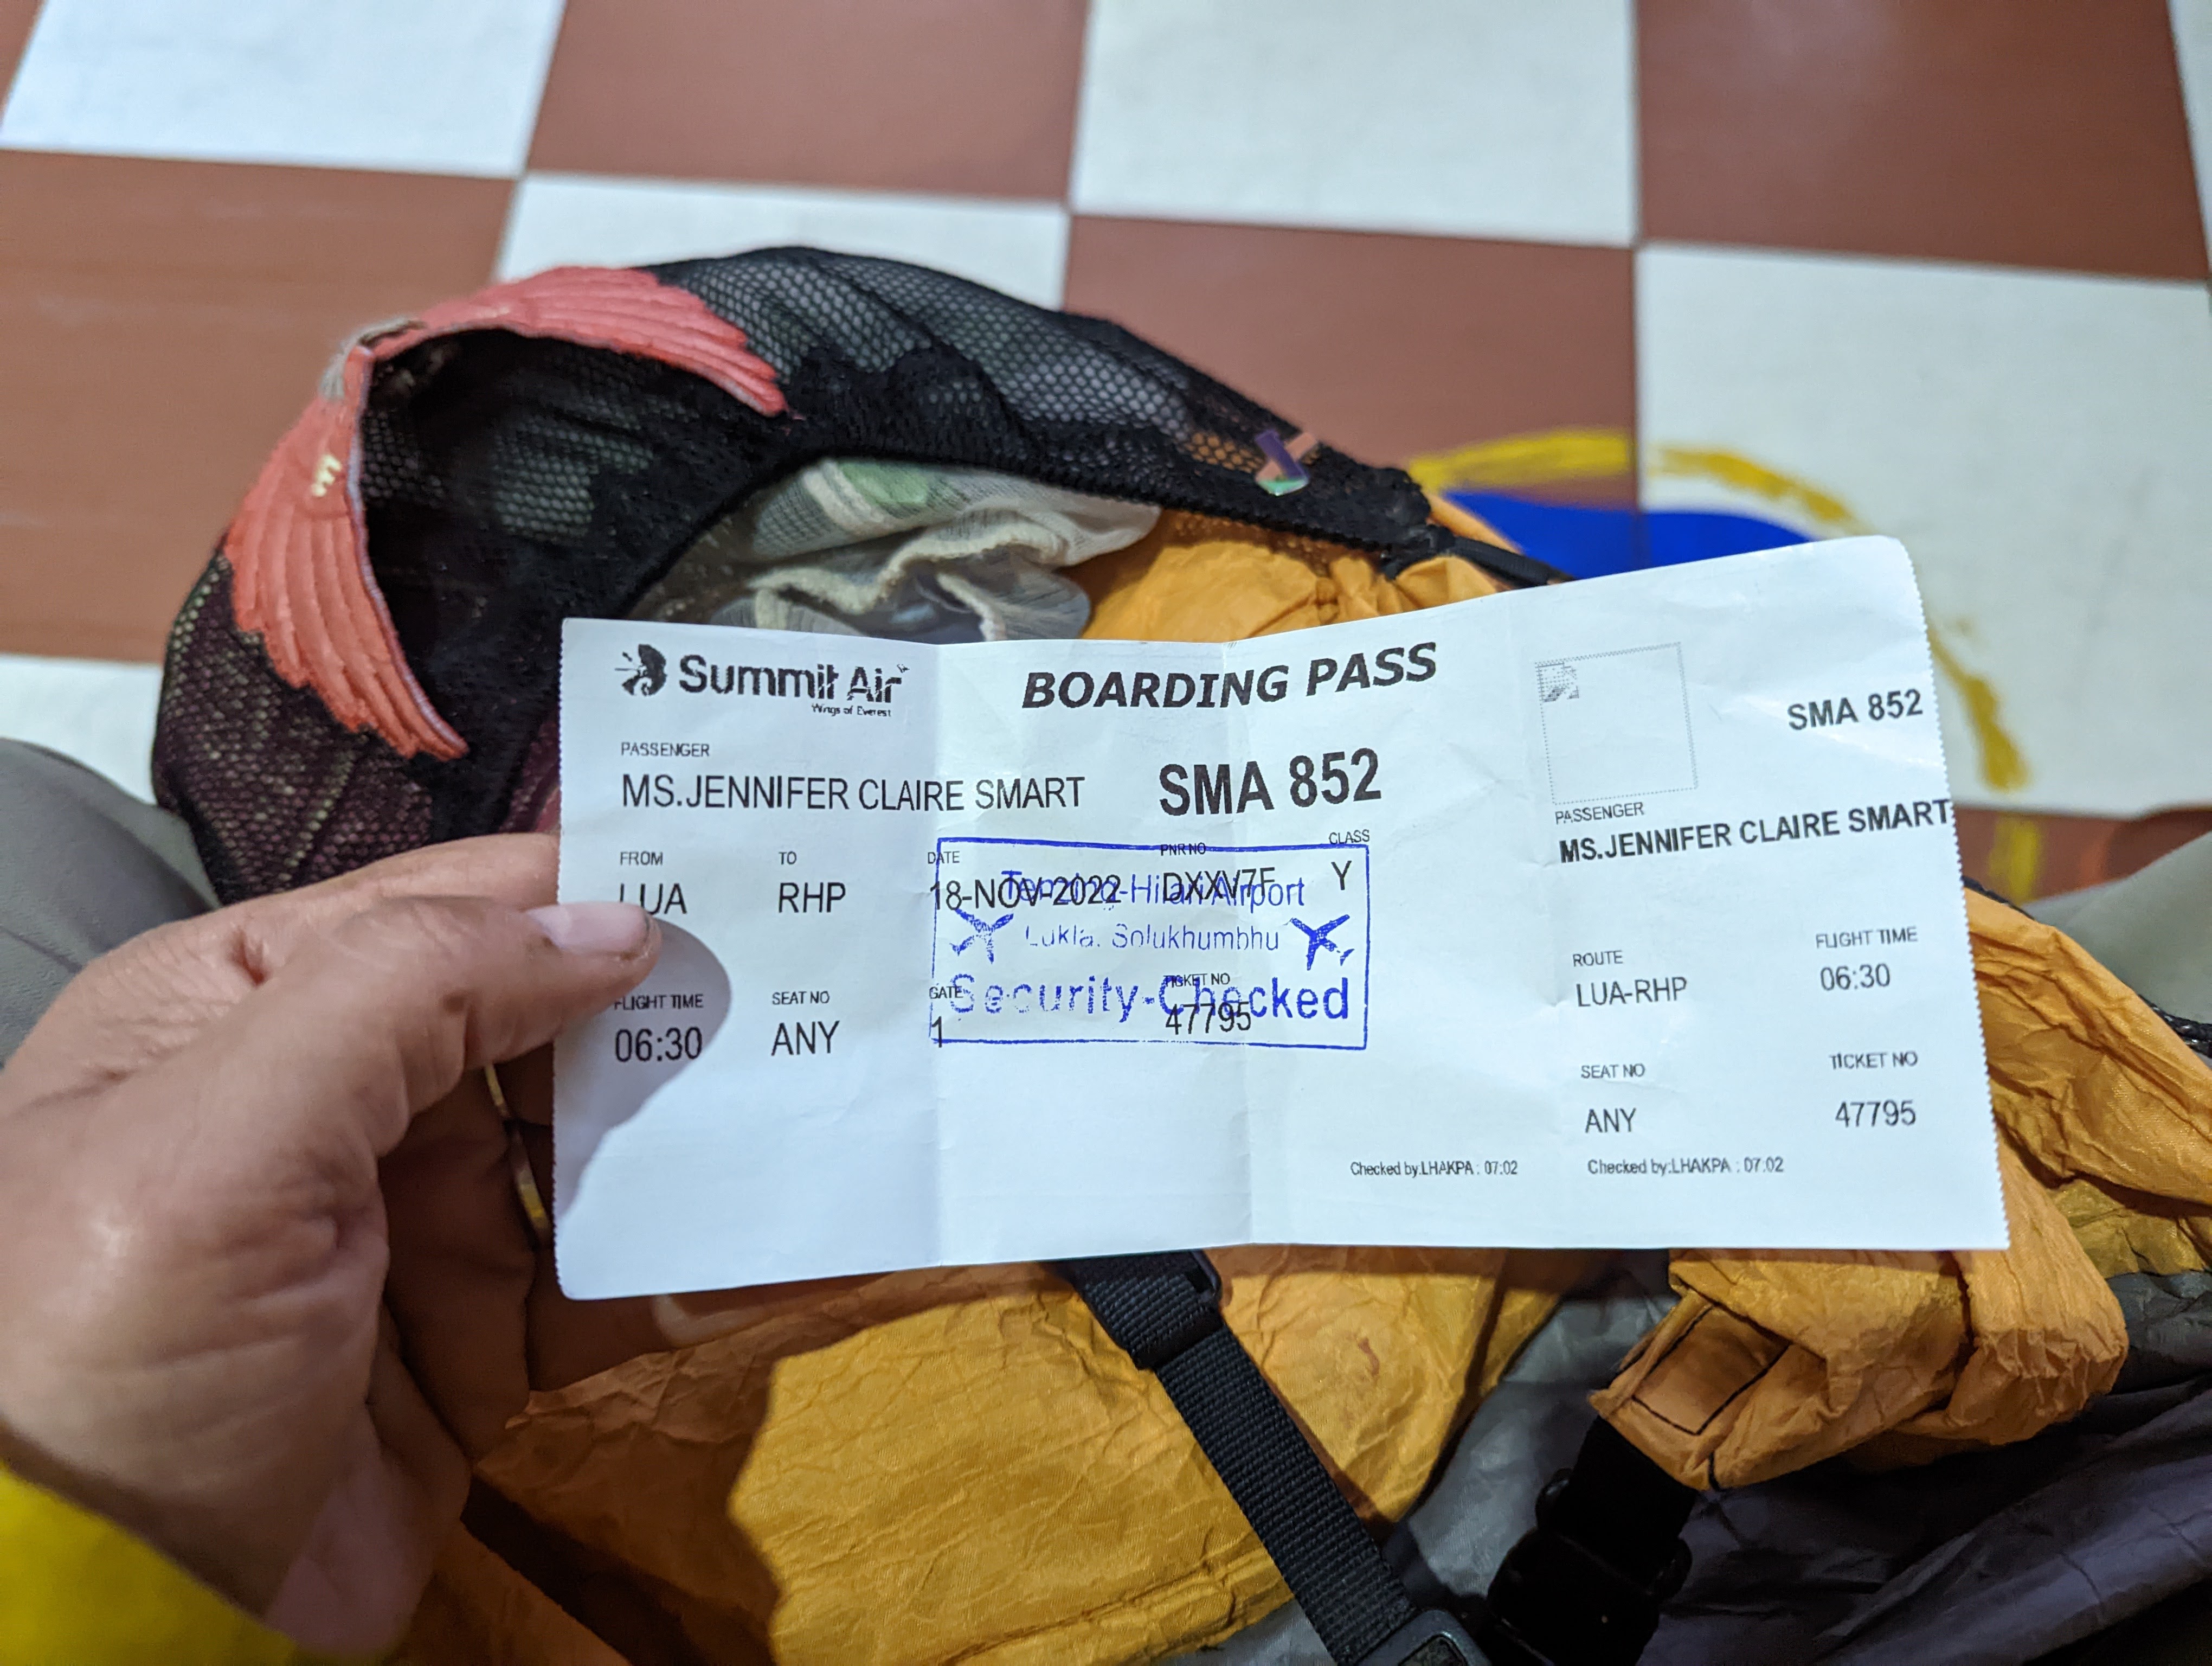 Summit Air
Wings of Everest
BOARDING PASS
SMA 852
PASSENGER
MS.JENNIFER CLAIRE SMART
SMA 852
PASSENGER
MS.JENNIFER CLAIRE SMART
FROM TO DATE PNR NO CLASS
LUA RHP 18-NOV-2022 DXXV7F Y
-Hilari Airport
Lukla. Solukhumbhu
Security-Checked
FLIGHT TIME SEAT NO GATE TICKET NO
06:30 ANY 1 47795
ROUTE FLIGHT TIME
LUA-RHP 06:30
SEAT NO TICKET NO
ANY 47795
Checked by:LHAKPA : 07:02
Checked by:LHAKPA : 07:02